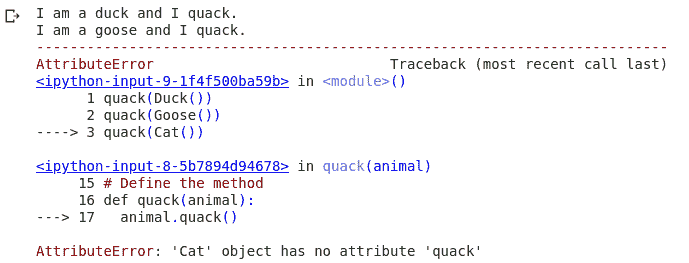 I am a duck and I quack.
I am a goose and I quack.
---------------------------------------------------------------------------
AttributeError                            Traceback (most recent call last)
<ipython-input-9-1f4f500ba59b> in <module>()
      1 quack(Duck())
      2 quack(Goose())
----> 3 quack(Cat())

<ipython-input-8-5b7894d94678> in quack(animal)
     15 # Define the method
     16 def quack(animal):
---> 17   animal.quack()

AttributeError: 'Cat' object has no attribute 'quack'